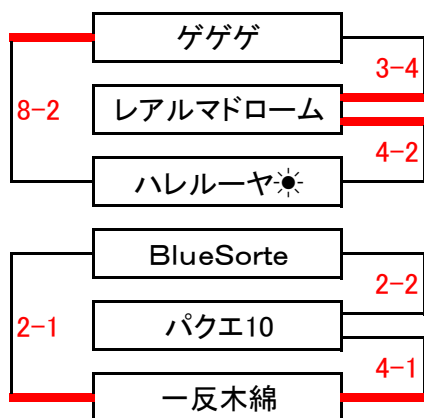 ゲゲゲ
3-4
レアルマドローム
8-2
4-2
ハレルーヤ☀
BlueSorte
2-2
パクエ10
2-1
4-1
一反木綿